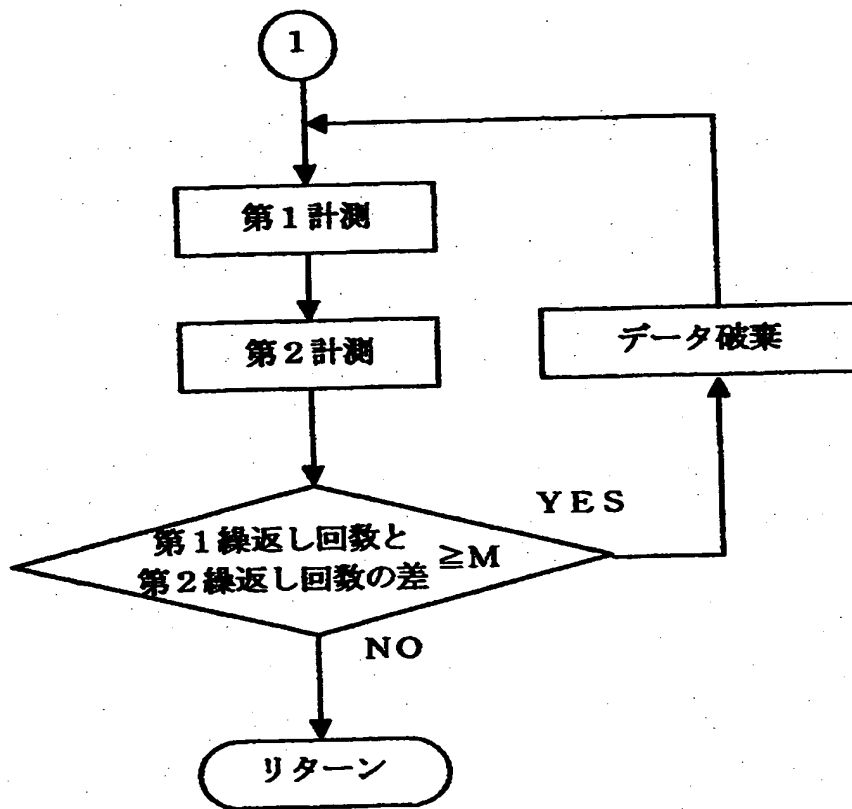 1
第1計測
第2計測
データ破棄
YES
第1繰返し回数と
第2繰返し回数の差 ≧M
NO
リターン